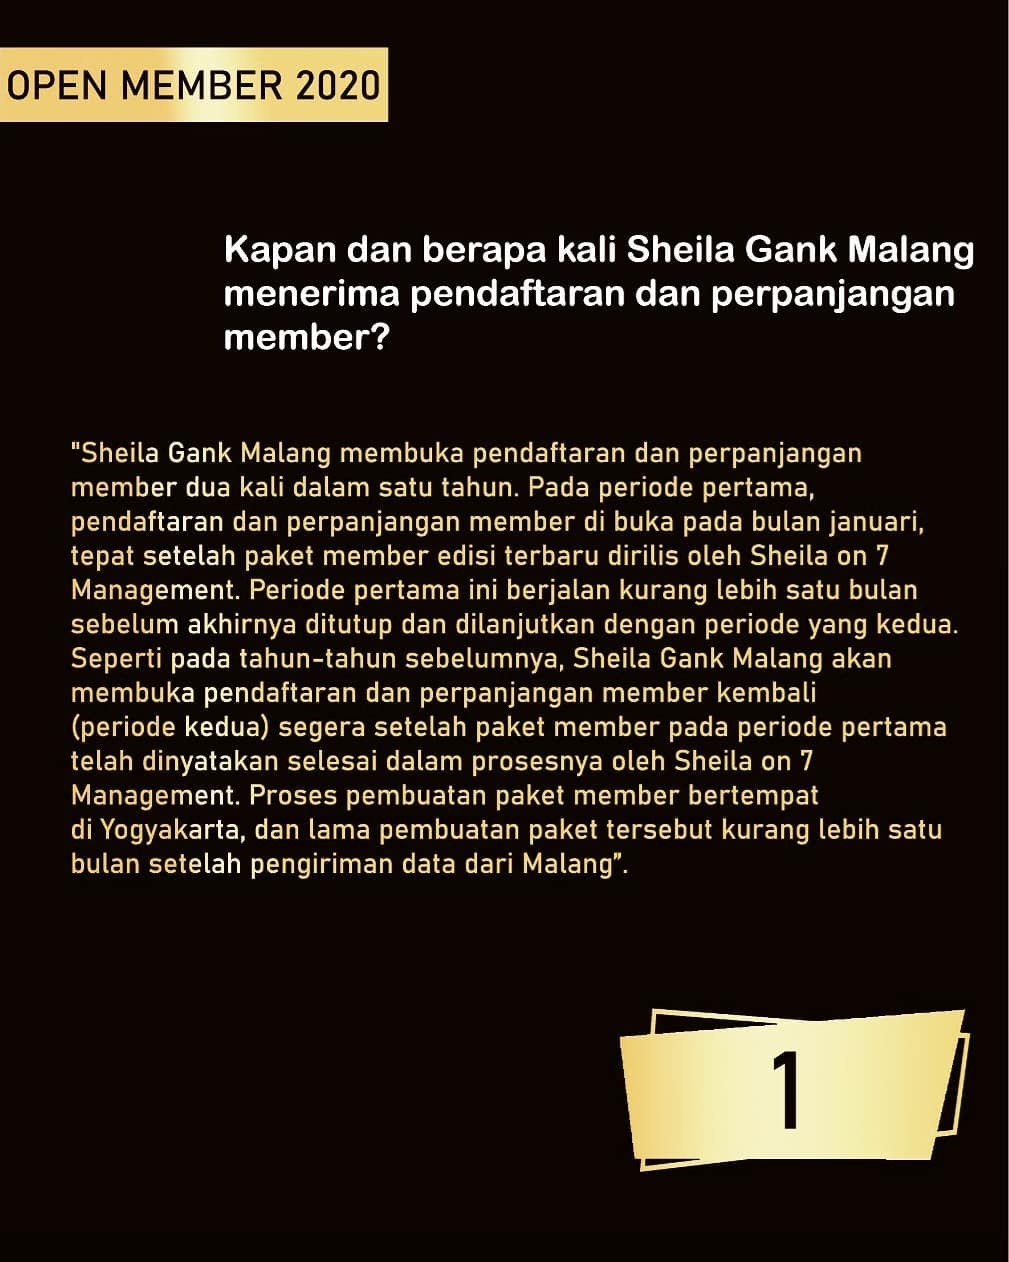 OPEN MEMBER 2020
Kapan dan berapa kali Sheila Gank Malang
menerima pendaftaran dan perpanjangan
member?
"Sheila Gank Malang membuka pendaftaran dan perpanjangan
member dua kali dalam satu tahun. Pada periode pertama,
pendaftaran dan perpanjangan member di buka pada bulan januari,
tepat setelah paket member edisi terbaru dirilis oleh Sheila on 7
Management. Periode pertama ini berjalan kurang lebih satu bulan
sebelum akhirnya ditutup dan dilanjutkan dengan periode yang kedua.
Seperti pada tahun-tahun sebelumnya, Sheila Gank Malang akan
membuka pendaftaran dan perpanjangan member kembali
(periode kedua) segera setelah paket member pada periode pertama
telah dinyatakan selesai dalam prosesnya oleh Sheila on 7
Management. Proses pembuatan paket member bertempat
di Yogyakarta, dan lama pembuatan paket tersebut kurang lebih satu
bulan setelah pengiriman data dari Malang”.
1